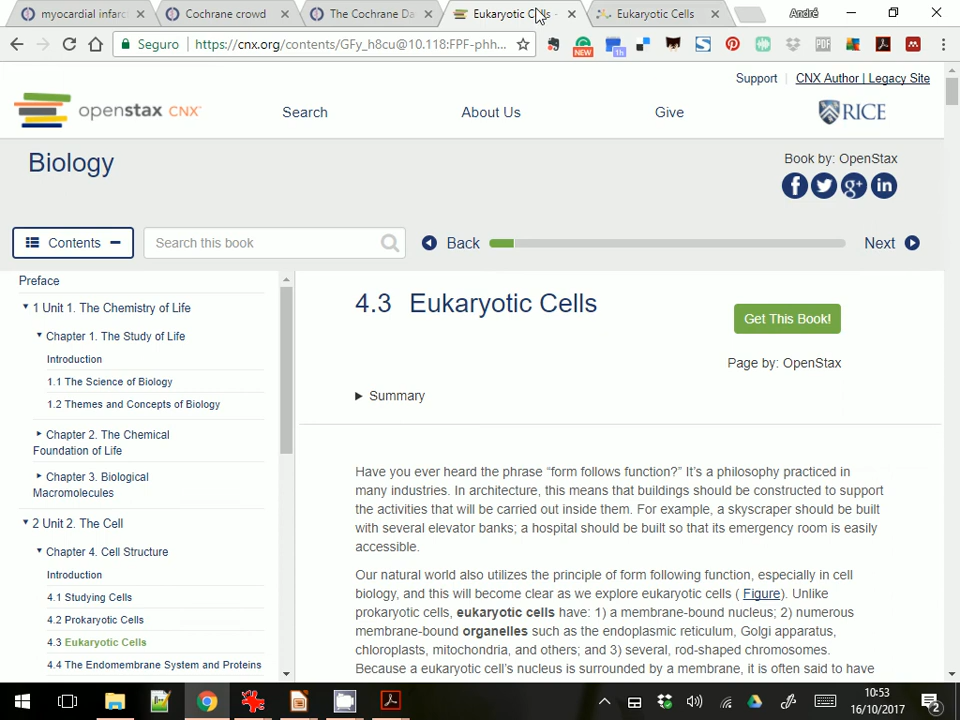 myocardial infarc
Cochrane crowd
The Cochrane Da
Eukaryotic Cells -
Eukaryotic Cells
André
Seguro
https://cnx.org/contents/GFy_h8cu@10.118:FPF-phh...
NEW
1h
PDF
Support
CNX Author | Legacy Site
openstax CNX
Search
About Us
Give
RICE
Biology
Book by: OpenStax
Contents
Search this book
Back
Next
Preface
1 Unit 1. The Chemistry of Life
Chapter 1. The Study of Life
Introduction
1.1 The Science of Biology
1.2 Themes and Concepts of Biology
Chapter 2. The Chemical
Foundation of Life
Chapter 3. Biological
Macromolecules
2 Unit 2. The Cell
Chapter 4. Cell Structure
Introduction
4.1 Studying Cells
4.2 Prokaryotic Cells
4.3 Eukaryotic Cells
4.4 The Endomembrane System and Proteins
4.3 Eukaryotic Cells
Get This Book!
Page by: OpenStax
Summary
Have you ever heard the phrase “form follows function?” It’s a philosophy practiced in
many industries. In architecture, this means that buildings should be constructed to support
the activities that will be carried out inside them. For example, a skyscraper should be built
with several elevator banks; a hospital should be built so that its emergency room is easily
accessible.
Our natural world also utilizes the principle of form following function, especially in cell
biology, and this will become clear as we explore eukaryotic cells ( Figure). Unlike
prokaryotic cells, eukaryotic cells have: 1) a membrane-bound nucleus; 2) numerous
membrane-bound organelles such as the endoplasmic reticulum, Golgi apparatus,
chloroplasts, mitochondria, and others; and 3) several, rod-shaped chromosomes.
Because a eukaryotic cell’s nucleus is surrounded by a membrane, it is often said to have
10:53
16/10/2017
2